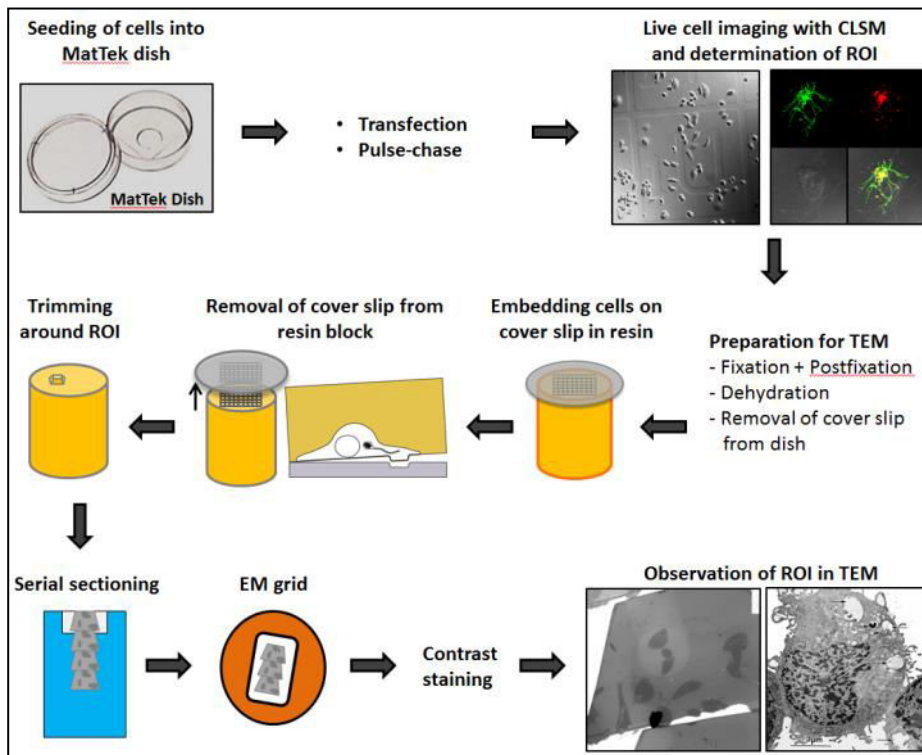 Seeding of cells into
MatTek dish
MatTek Dish
• Transfection
• Pulse-chase
Live cell imaging with CLSM
and determination of ROI
Trimming
around ROI
Removal of cover slip from
resin block
Embedding cells on
cover slip in resin
Preparation for TEM
- Fixation + Postfixation
- Dehydration
- Removal of cover slip
from dish
Serial sectioning
EM grid
Contrast
staining
Observation of ROI in TEM